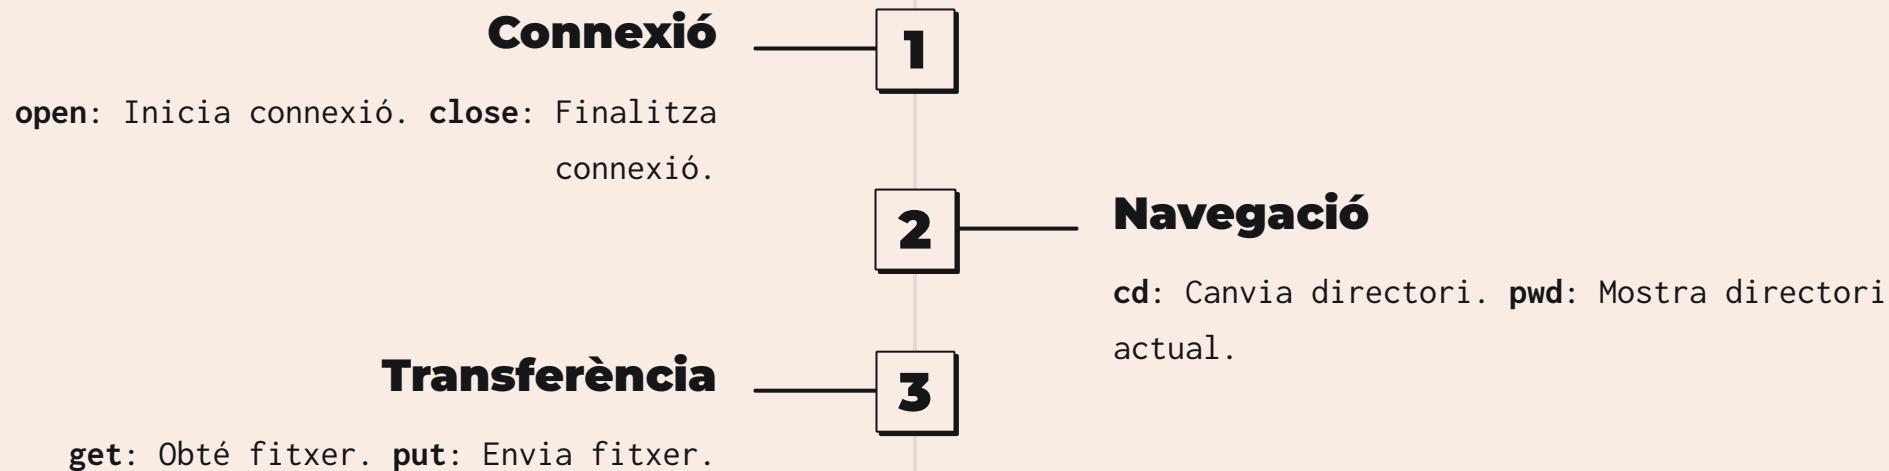 Connexió
1
open: Inicia connexió. close: Finalitza
connexió.
2
Navegació
cd: Canvia directori. pwd: Mostra directori
actual.
Transferència
3
get: Obté fitxer. put: Envia fitxer.